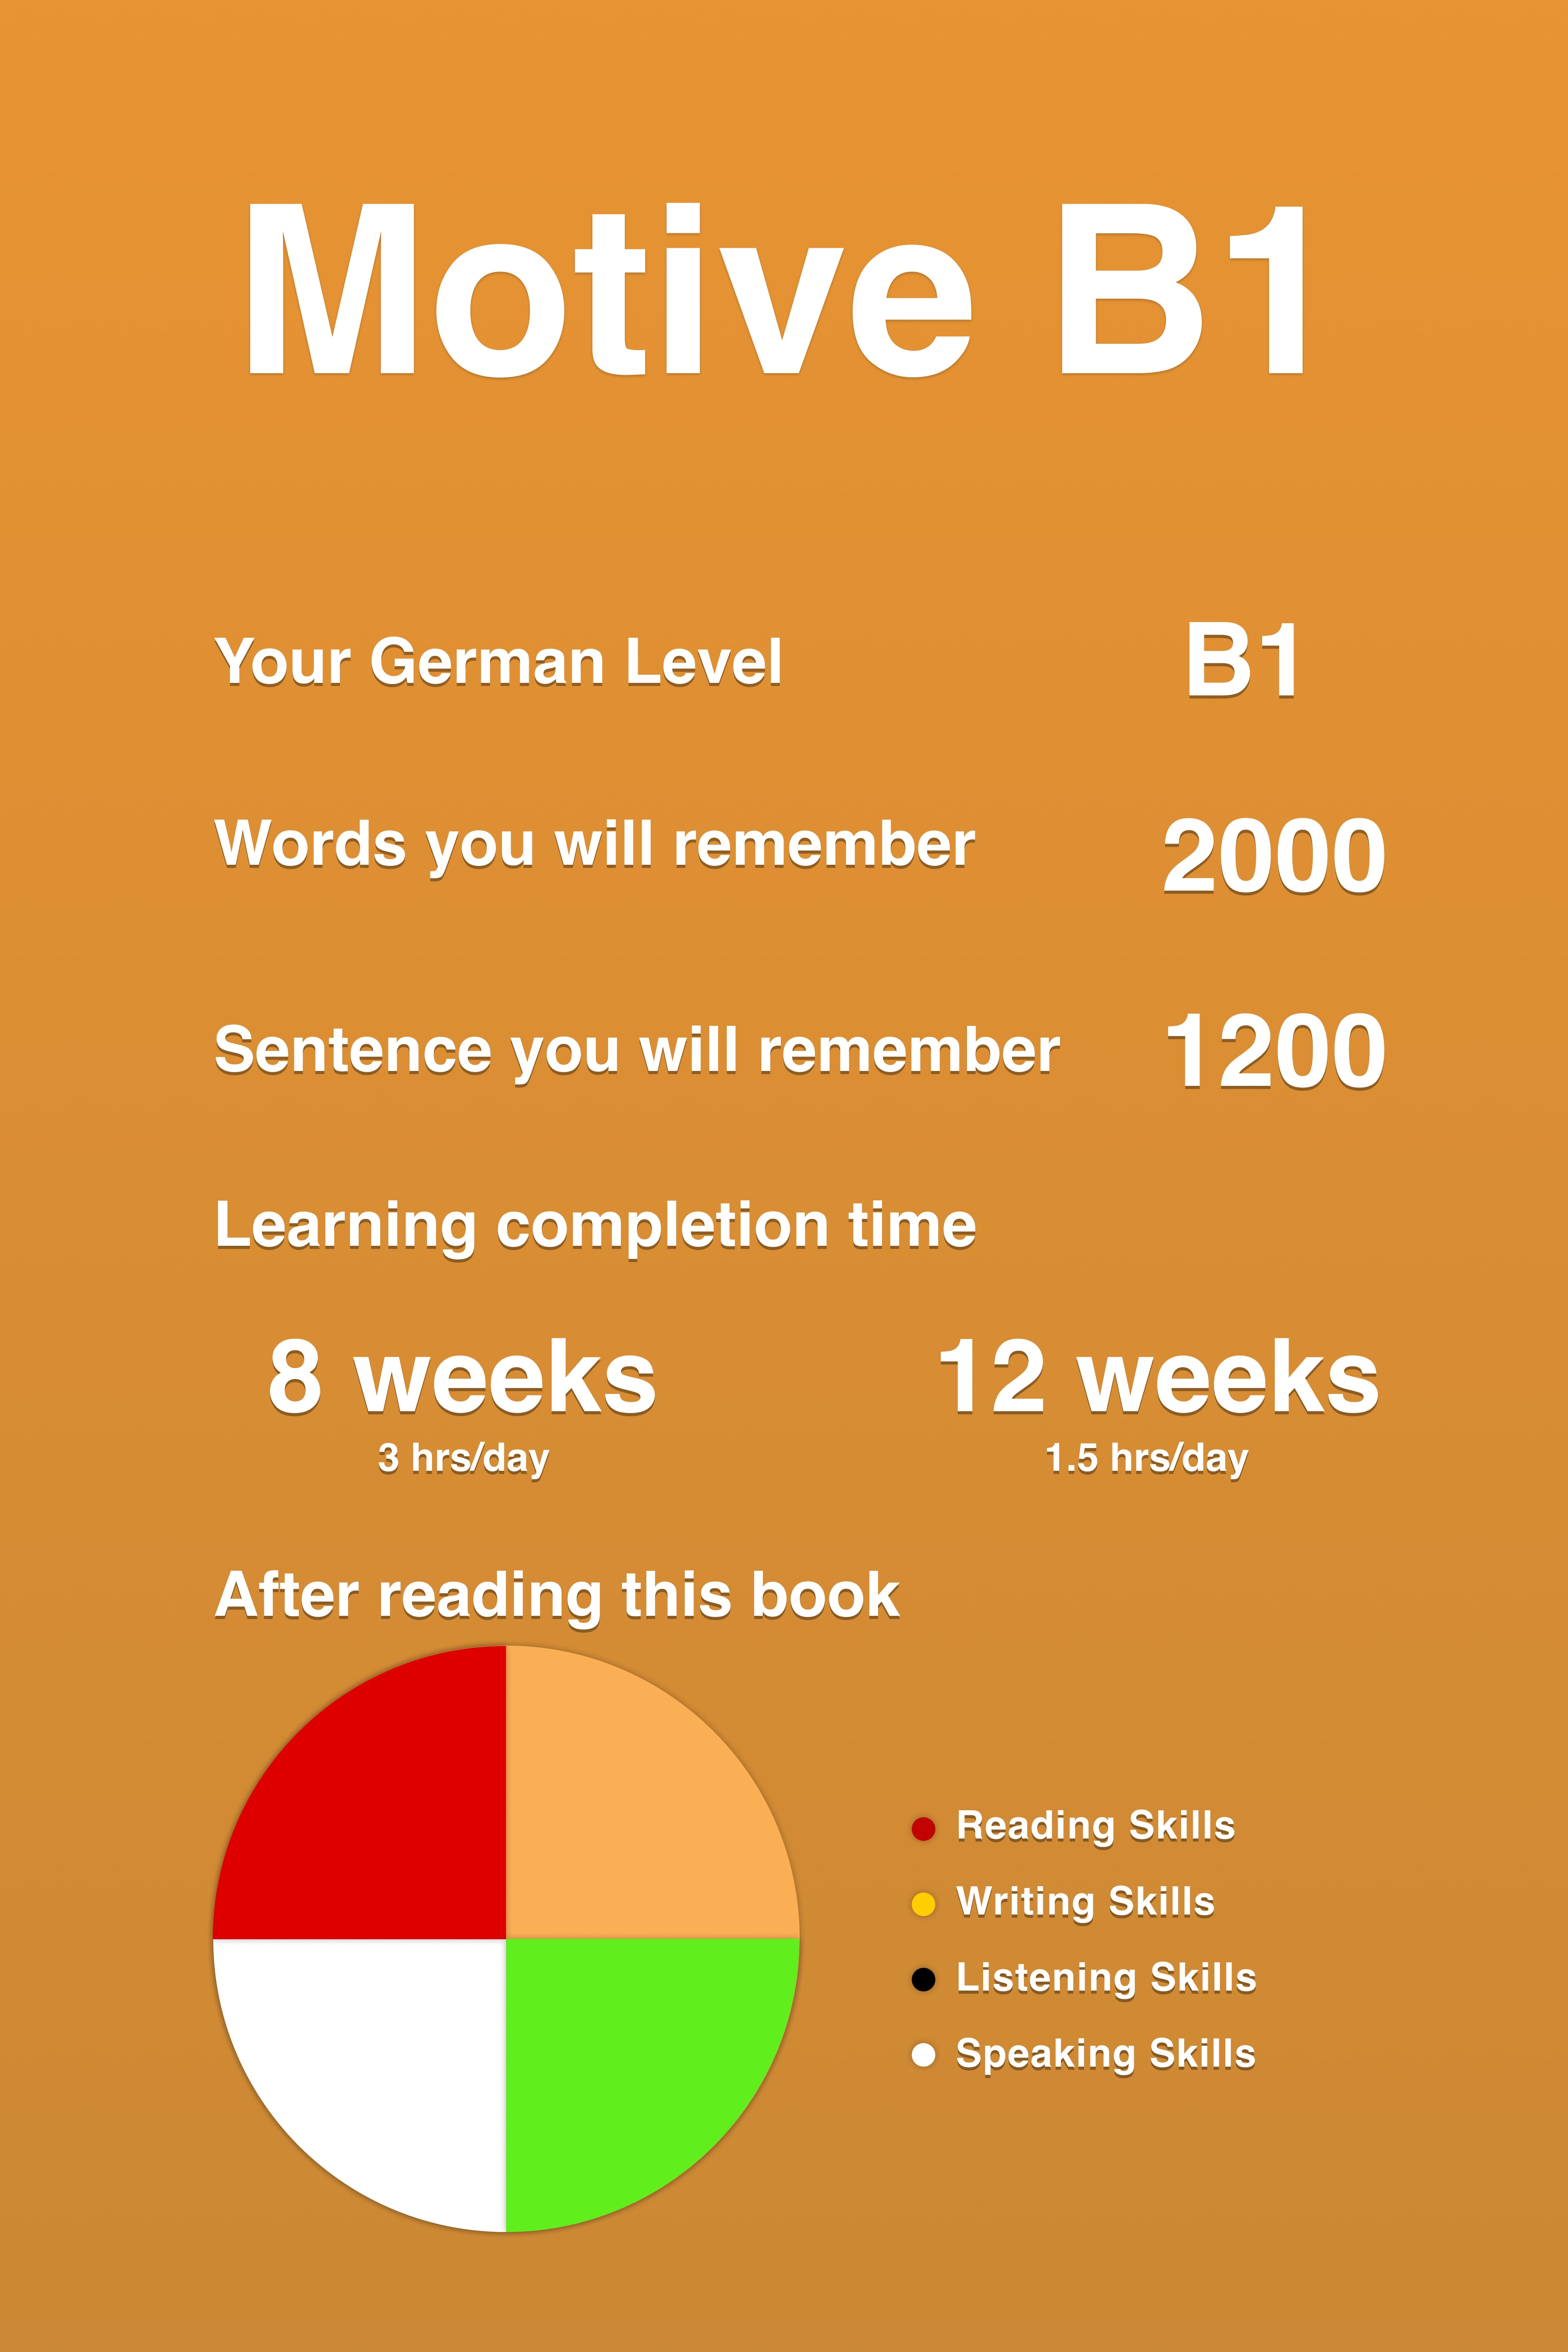 Motive B1
Your German Level B1
Words you will remember 2000
Sentence you will remember 1200
Learning completion time
8 weeks 12 weeks
3 hrs/day 1.5 hrs/day
After reading this book
Reading Skills
Writing Skills
Listening Skills
Speaking Skills